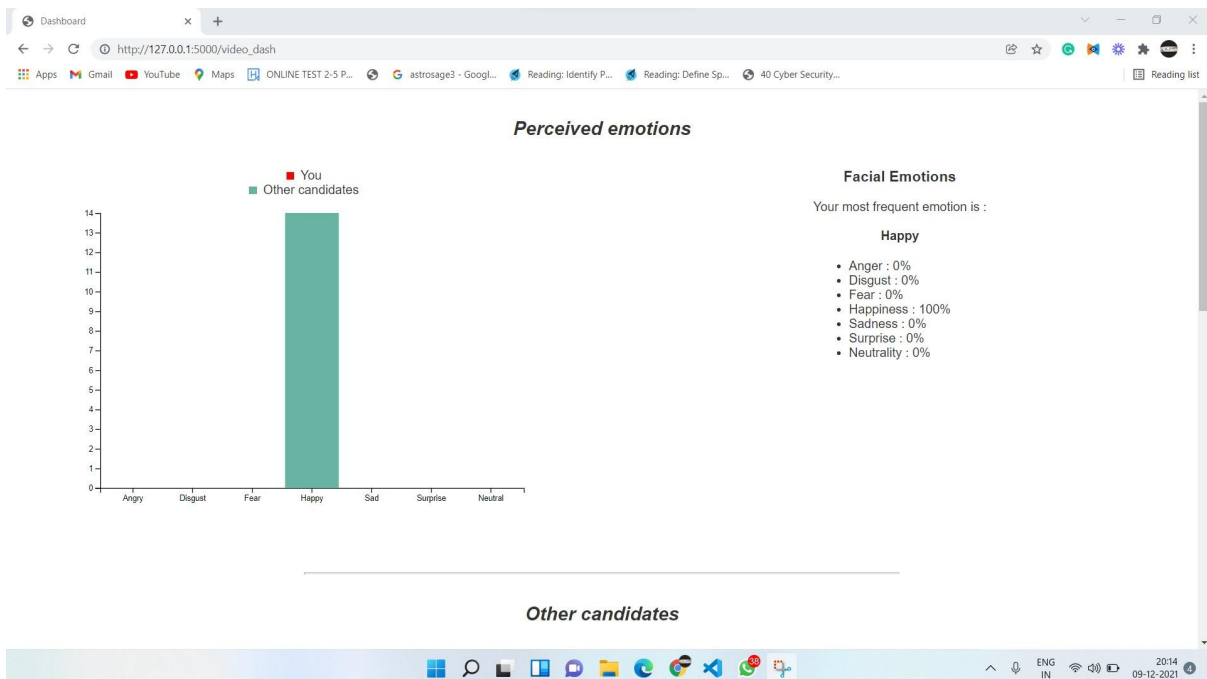 Dashboard
http://127.0.0.1:5000/video_dash
Apps Gmail YouTube Maps ONLINE TEST 2-5 P... astrosage3 - Googl... Reading: Identify P... Reading: Define Sp... 40 Cyber Security... Reading list
Perceived emotions
You
Other candidates
14
13
12
11
10
9
8
7
6
5
4
3
2
1
0
Angry Disgust Fear Happy Sad Surprise Neutral
Facial Emotions
Your most frequent emotion is :
Happy
• Anger : 0%
• Disgust : 0%
• Fear : 0%
• Happiness : 100%
• Sadness : 0%
• Surprise : 0%
• Neutrality : 0%
Other candidates
38
ENG
IN
20:14
09-12-2021
4